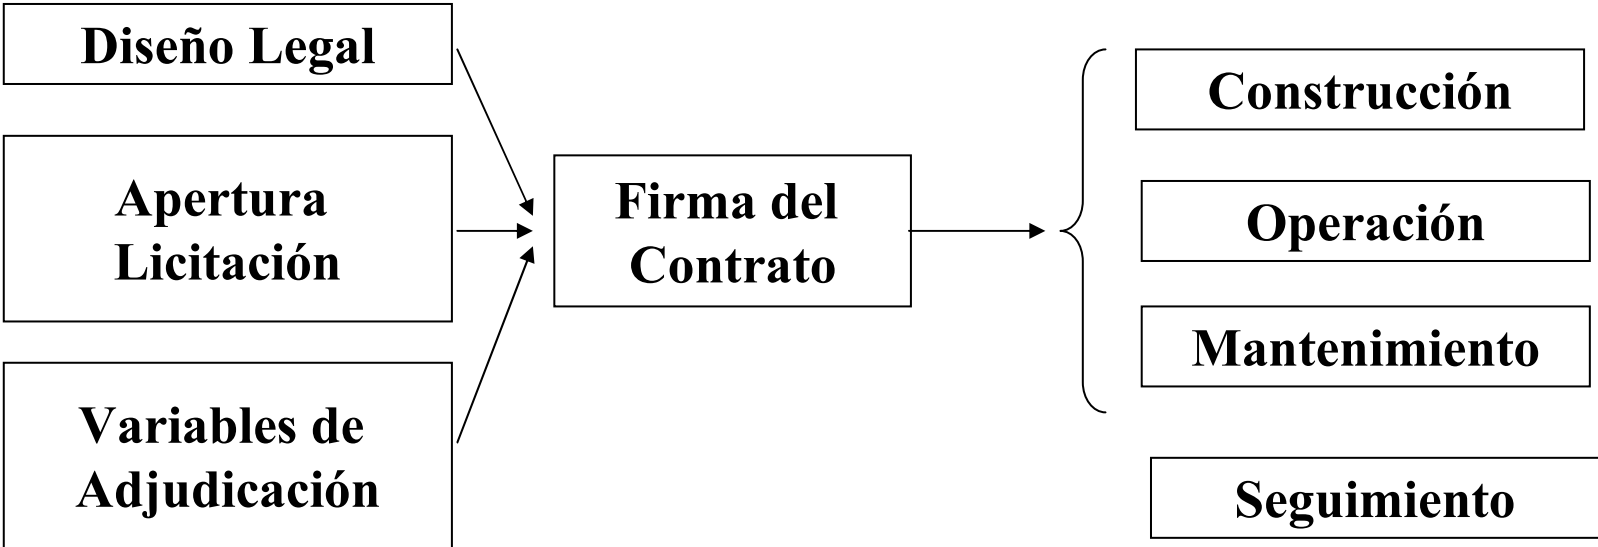 Diseño Legal
Apertura
Licitación
Variables de
Adjudicación
Firma del
Contrato
Construcción
Operación
Mantenimiento
Seguimiento